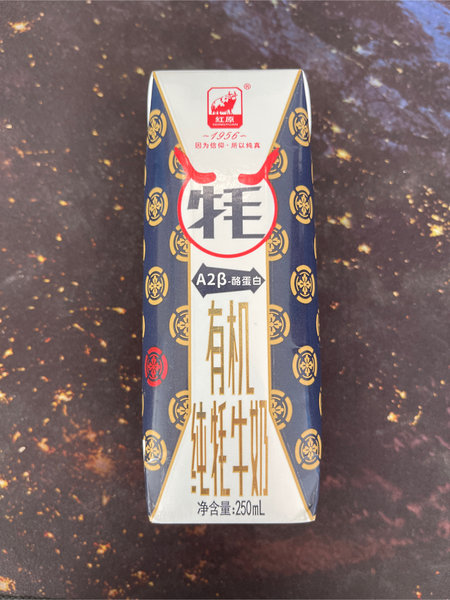 ®
红原
HONGYUAN
1956
因为信仰·所以纯真
牦
A2β-酪蛋白
有机
纯牦牛奶
净含量:250mL